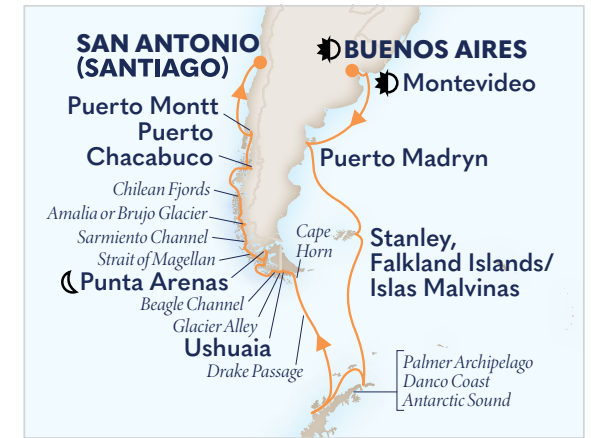 SAN ANTONIO
(SANTIAGO)
BUENOS AIRES
Montevideo
Puerto Montt
Puerto
Chacabuco
Puerto Madryn
Chilean Fjords
Amalia or Brujo Glacier
Sarmiento Channel
Strait of Magellan
Punta Arenas
Beagle Channel
Glacier Alley
Ushuaia
Drake Passage
Cape
Horn
Stanley,
Falkland Islands/
Islas Malvinas
Palmer Archipelago
Danco Coast
Antarctic Sound